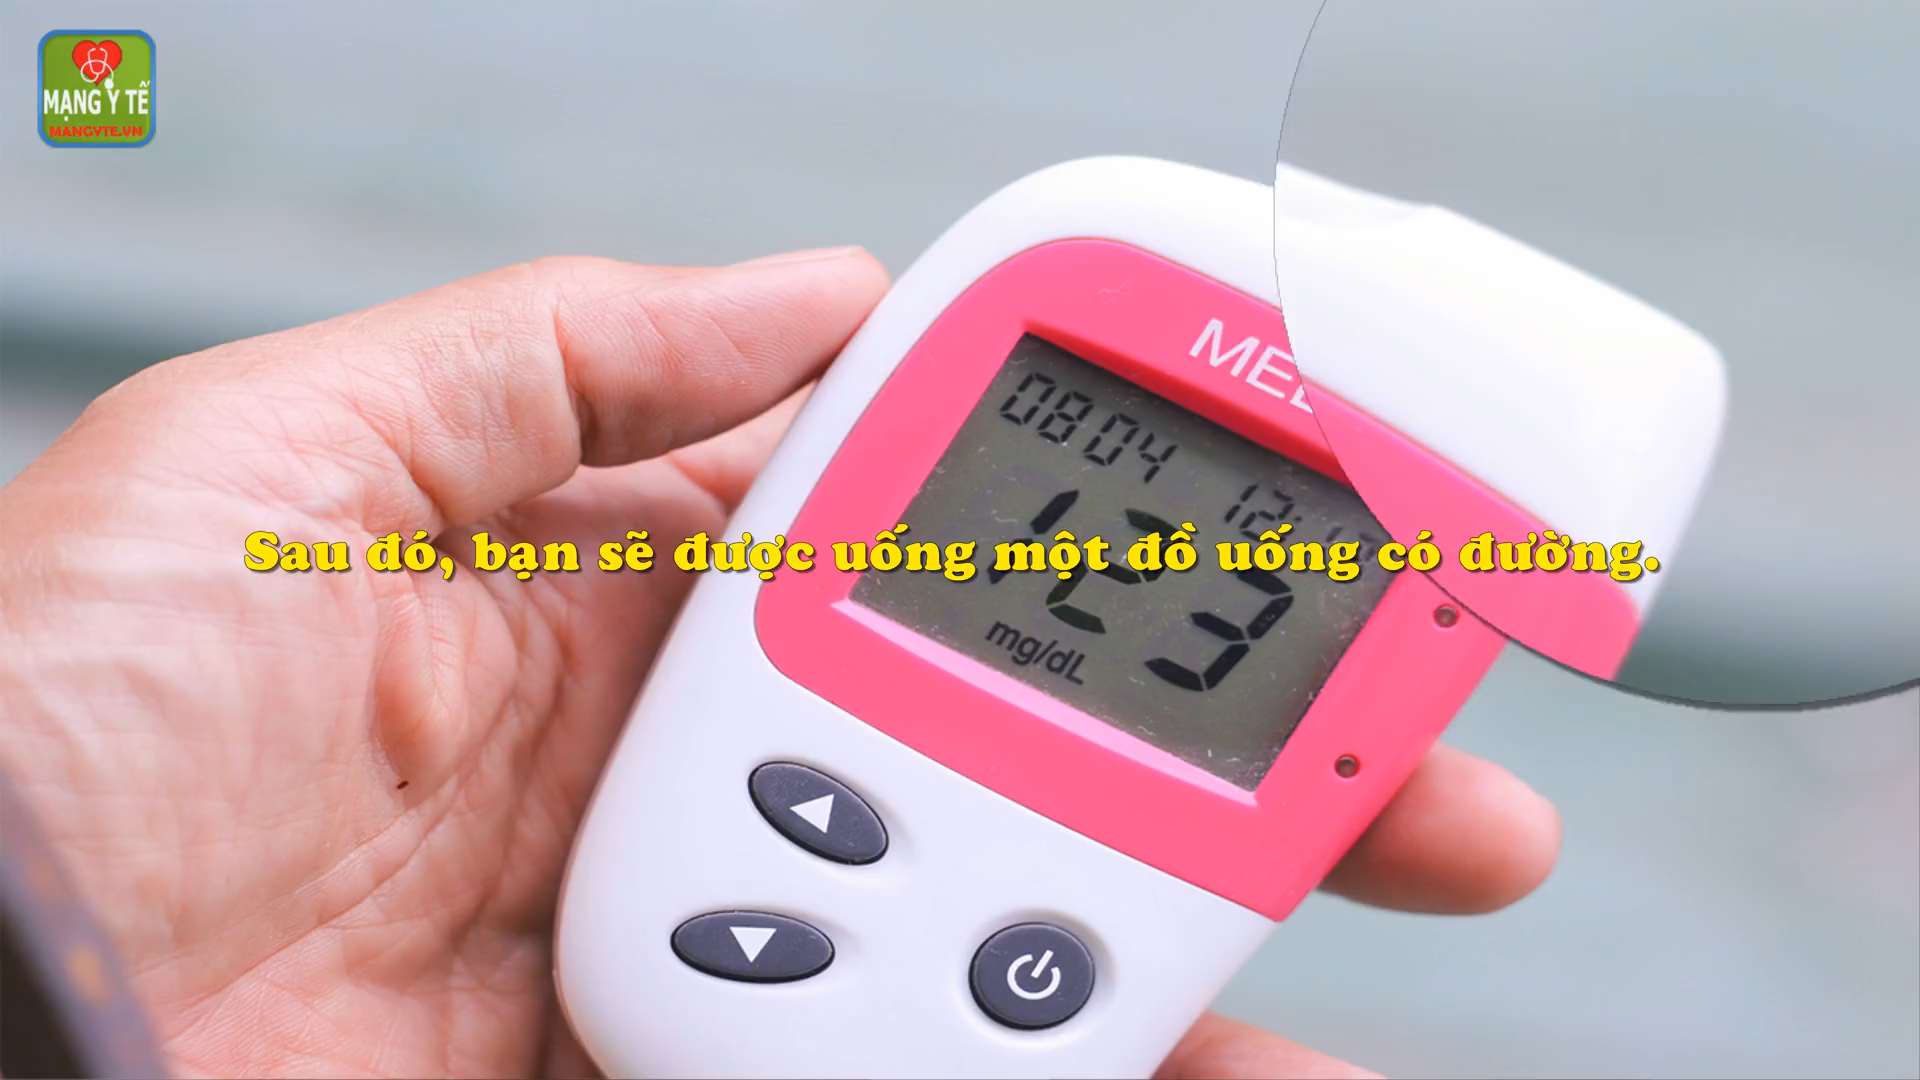 MẠNG Y TẾ
MANGYTE.VN
0804
123
mg/dL
Sau đó, bạn sẽ được uống một đồ uống có đường.